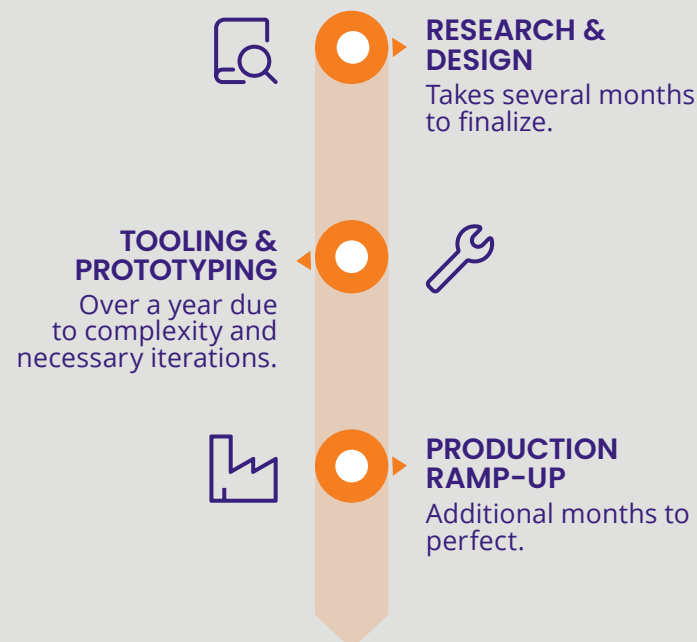 RESEARCH &
DESIGN
Takes several months
to finalize.
TOOLING &
PROTOTYPING
Over a year due
to complexity and
necessary iterations.
PRODUCTION
RAMP-UP
Additional months to
perfect.